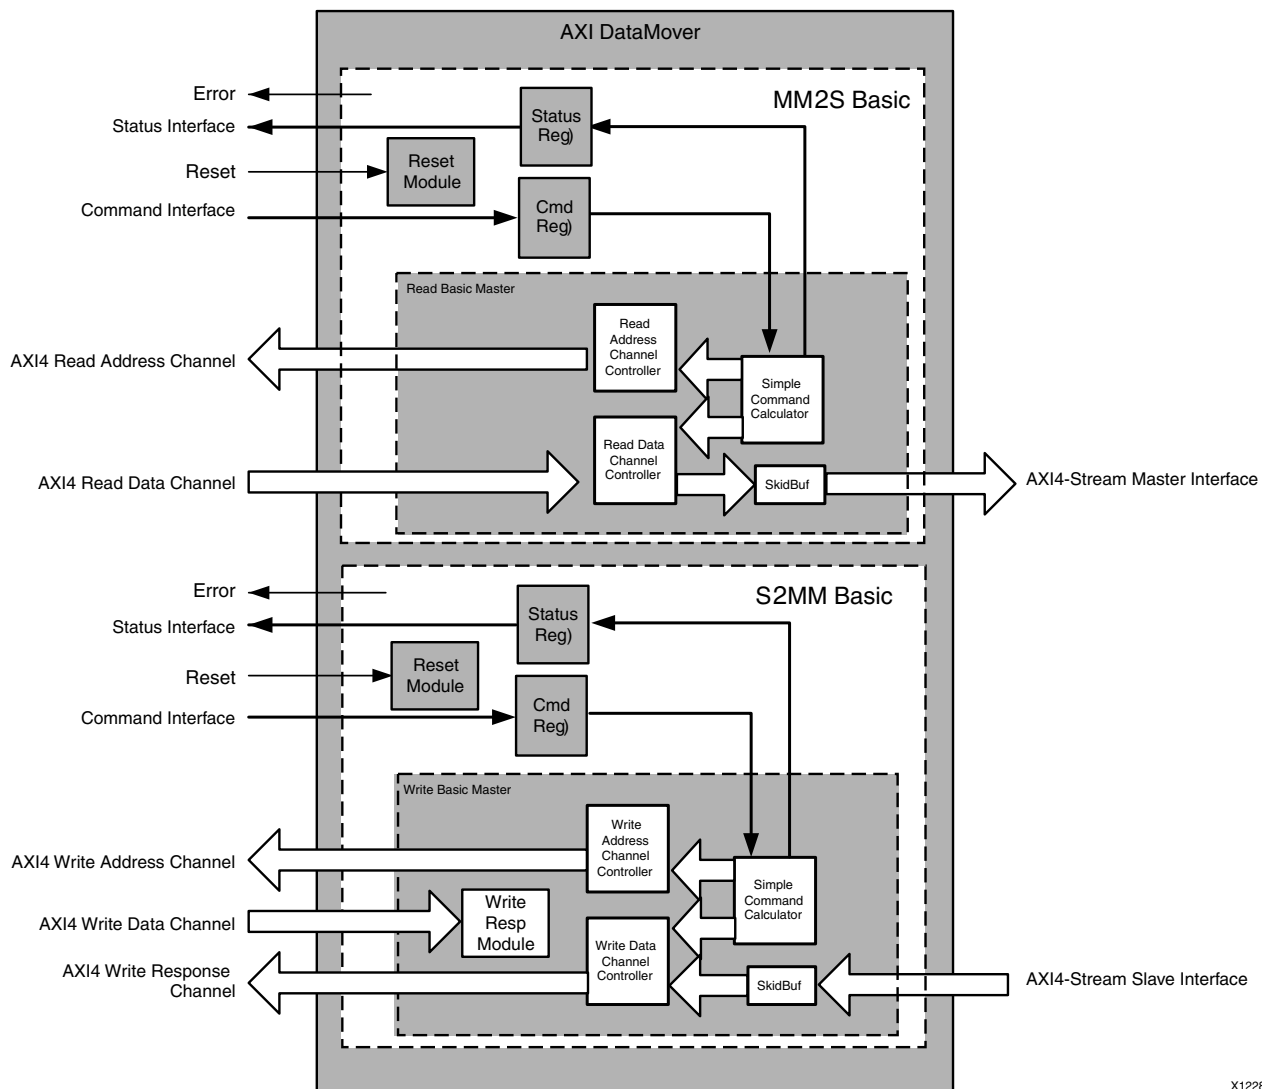 AXI DataMover
MM2S Basic
Error
Status Interface
Status
Reg)
Reset
Reset
Module
Command Interface
Cmd
Reg)
Read Basic Master
AXI4 Read Address Channel
Read
Address
Channel
Controller
Simple
Command
Calculator
AXI4 Read Data Channel
Read Data
Channel
Controller
SkidBuf
AXI4-Stream Master Interface
S2MM Basic
Error
Status Interface
Status
Reg)
Reset
Reset
Module
Command Interface
Cmd
Reg)
Write Basic Master
AXI4 Write Address Channel
Write
Address
Channel
Controller
Simple
Command
Calculator
AXI4 Write Data Channel
Write
Resp
Module
AXI4 Write Response
Channel
Write Data
Channel
Controller
SkidBuf
AXI4-Stream Slave Interface
X1228